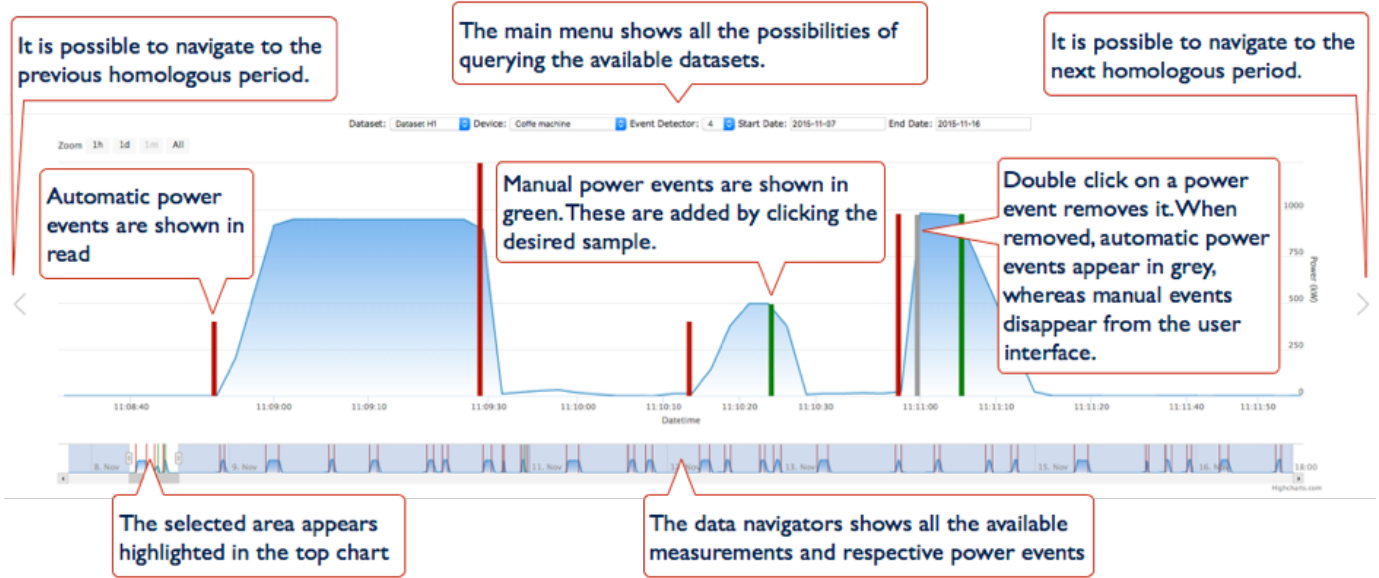 It is possible to navigate to the
previous homologous period.
The main menu shows all the possibilities of
querying the available datasets.
It is possible to navigate to the
next homologous period.
Dataset: Dataset H1 Device: Coffe machine Event Detector: 4 Start Date: 2015-11-07 End Date: 2015-11-16
Zoom 1h 1d 1m All
Automatic power
events are shown in
read
Manual power events are shown in
green. These are added by clicking the
desired sample.
Double click on a power
event removes it. When
removed, automatic power
events appear in grey,
whereas manual events
disappear from the user
interface.
1000
750
500
250
0
Power (kW)
11:08:40 11:09:00 11:09:10 11:09:30 11:10:00 11:10:10 11:10:20 11:10:30 11:11:00 11:11:10 11:11:20 11:11:40 11:11:50
Datetime
8. Nov 9. Nov 11. Nov 13. Nov 15. Nov 16. Nov 18:00
Highcharts.com
The selected area appears
highlighted in the top chart
The data navigators shows all the available
measurements and respective power events